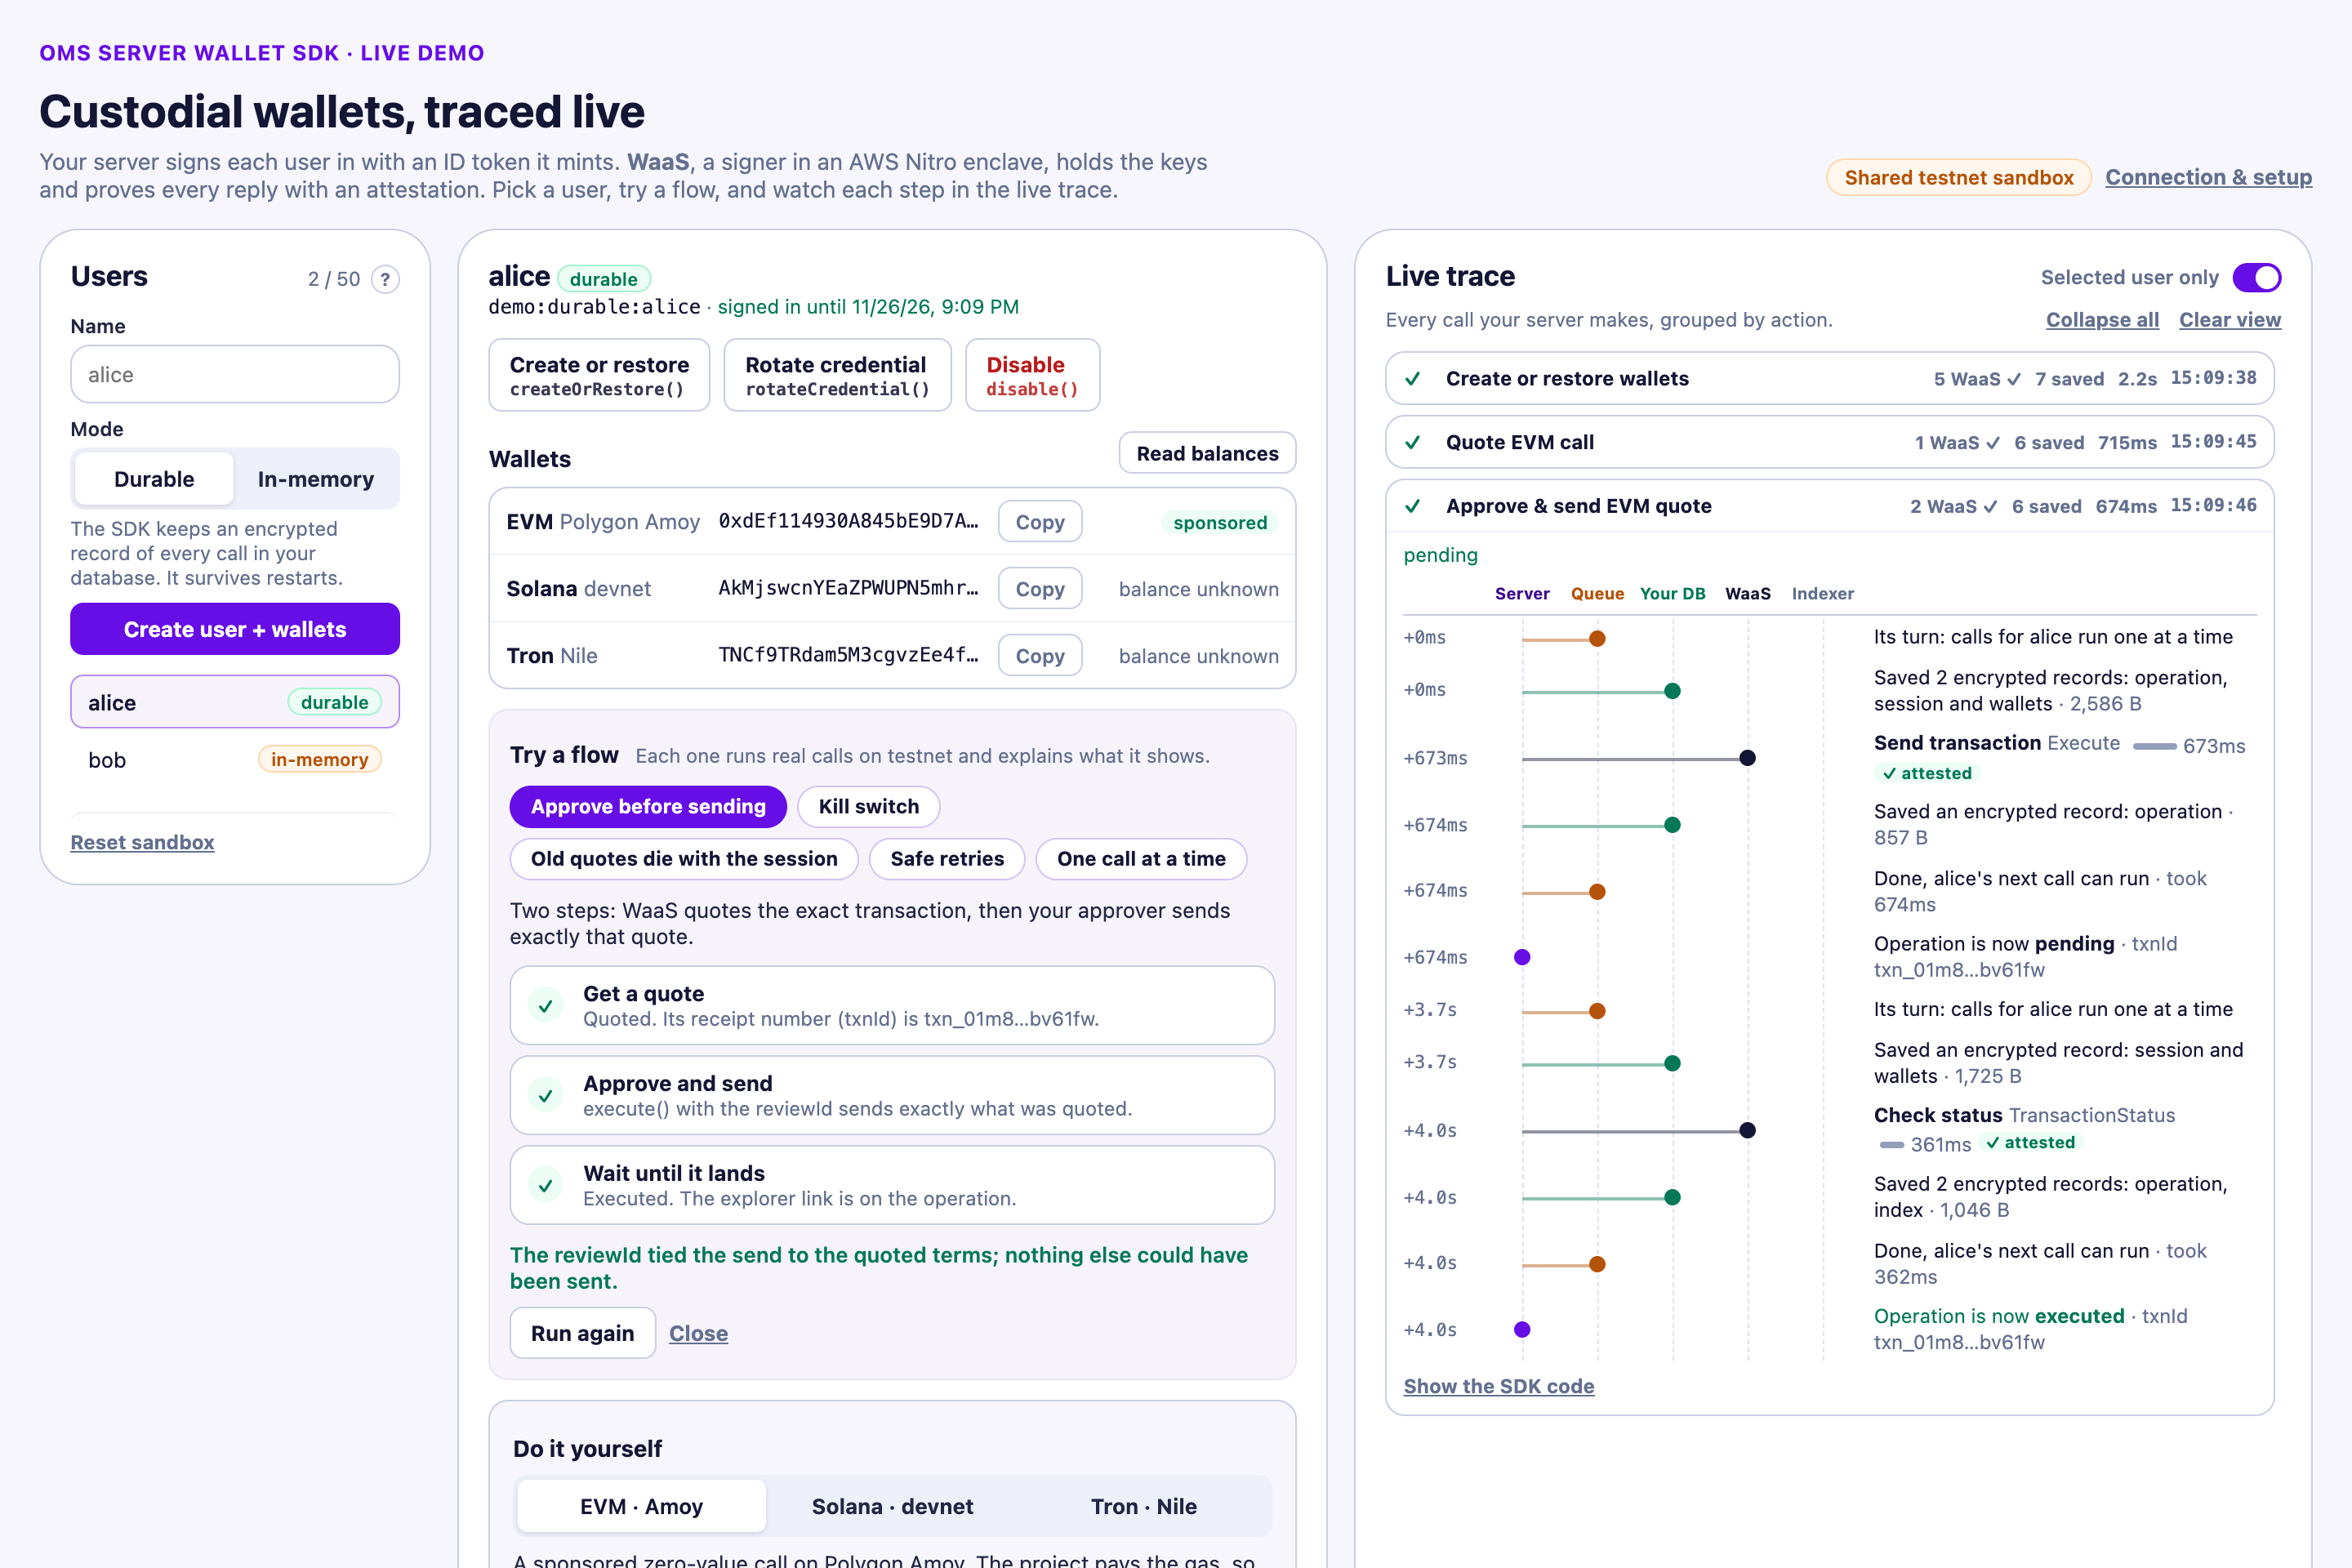 OMS SERVER WALLET SDK · LIVE DEMO
Custodial wallets, traced live
Your server signs each user in with an ID token it mints. WaaS, a signer in an AWS Nitro enclave, holds the keys
and proves every reply with an attestation. Pick a user, try a flow, and watch each step in the live trace.
Shared testnet sandbox
Connection & setup
Users
2 / 50
?
Name
alice
Mode
Durable
In-memory
The SDK keeps an encrypted
record of every call in your
database. It survives restarts.
Create user + wallets
alice
durable
bob
in-memory
Reset sandbox
alice durable
demo:durable:alice · signed in until 11/26/26, 9:09 PM
Create or restore
createOrRestore()
Rotate credential
rotateCredential()
Disable
disable()
Wallets
Read balances
EVM Polygon Amoy 0xdEf114930A845bE9D7A… Copy sponsored
Solana devnet AkMjswcnYEaZPWUPN5mhr… Copy balance unknown
Tron Nile TNCf9TRdam5M3cgvzEe4f… Copy balance unknown
Try a flow Each one runs real calls on testnet and explains what it shows.
Approve before sending
Kill switch
Old quotes die with the session
Safe retries
One call at a time
Two steps: WaaS quotes the exact transaction, then your approver sends
exactly that quote.
Get a quote
Quoted. Its receipt number (txnId) is txn_01m8…bv61fw.
Approve and send
execute() with the reviewId sends exactly what was quoted.
Wait until it lands
Executed. The explorer link is on the operation.
The reviewId tied the send to the quoted terms; nothing else could have
been sent.
Run again
Close
Do it yourself
EVM · Amoy
Solana · devnet
Tron · Nile
A sponsored zero-value call on Polygon Amoy. The project pays the gas, so
Live trace
Selected user only
Every call your server makes, grouped by action.
Collapse all
Clear view
Create or restore wallets 5 WaaS ✓ 7 saved 2.2s 15:09:38
Quote EVM call 1 WaaS ✓ 6 saved 715ms 15:09:45
Approve & send EVM quote 2 WaaS ✓ 6 saved 674ms 15:09:46
pending
Server Queue Your DB WaaS Indexer
+0ms Its turn: calls for alice run one at a time
+0ms Saved 2 encrypted records: operation,
session and wallets · 2,586 B
+673ms Send transaction Execute 673ms
✓ attested
+674ms Saved an encrypted record: operation ·
857 B
+674ms Done, alice's next call can run · took
674ms
+674ms Operation is now pending · txnId
txn_01m8…bv61fw
+3.7s Its turn: calls for alice run one at a time
+3.7s Saved an encrypted record: session and
wallets · 1,725 B
+4.0s Check status TransactionStatus
361ms ✓ attested
+4.0s Saved 2 encrypted records: operation,
index · 1,046 B
+4.0s Done, alice's next call can run · took
362ms
+4.0s Operation is now executed · txnId
txn_01m8…bv61fw
Show the SDK code